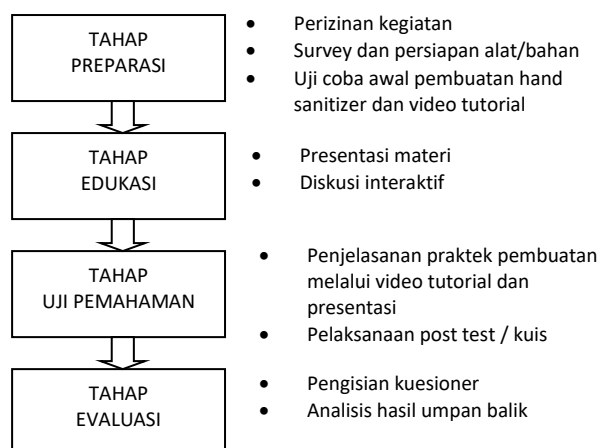 TAHAP
PREPARASI
• Perizinan kegiatan
• Survey dan persiapan alat/bahan
• Uji coba awal pembuatan hand
sanitizer dan video tutorial
TAHAP
EDUKASI
• Presentasi materi
• Diskusi interaktif
TAHAP
UJI PEMAHAMAN
• Penjelasanan praktek pembuatan
melalui video tutorial dan
presentasi
• Pelaksanaan post test / kuis
TAHAP
EVALUASI
• Pengisian kuesioner
• Analisis hasil umpan balik